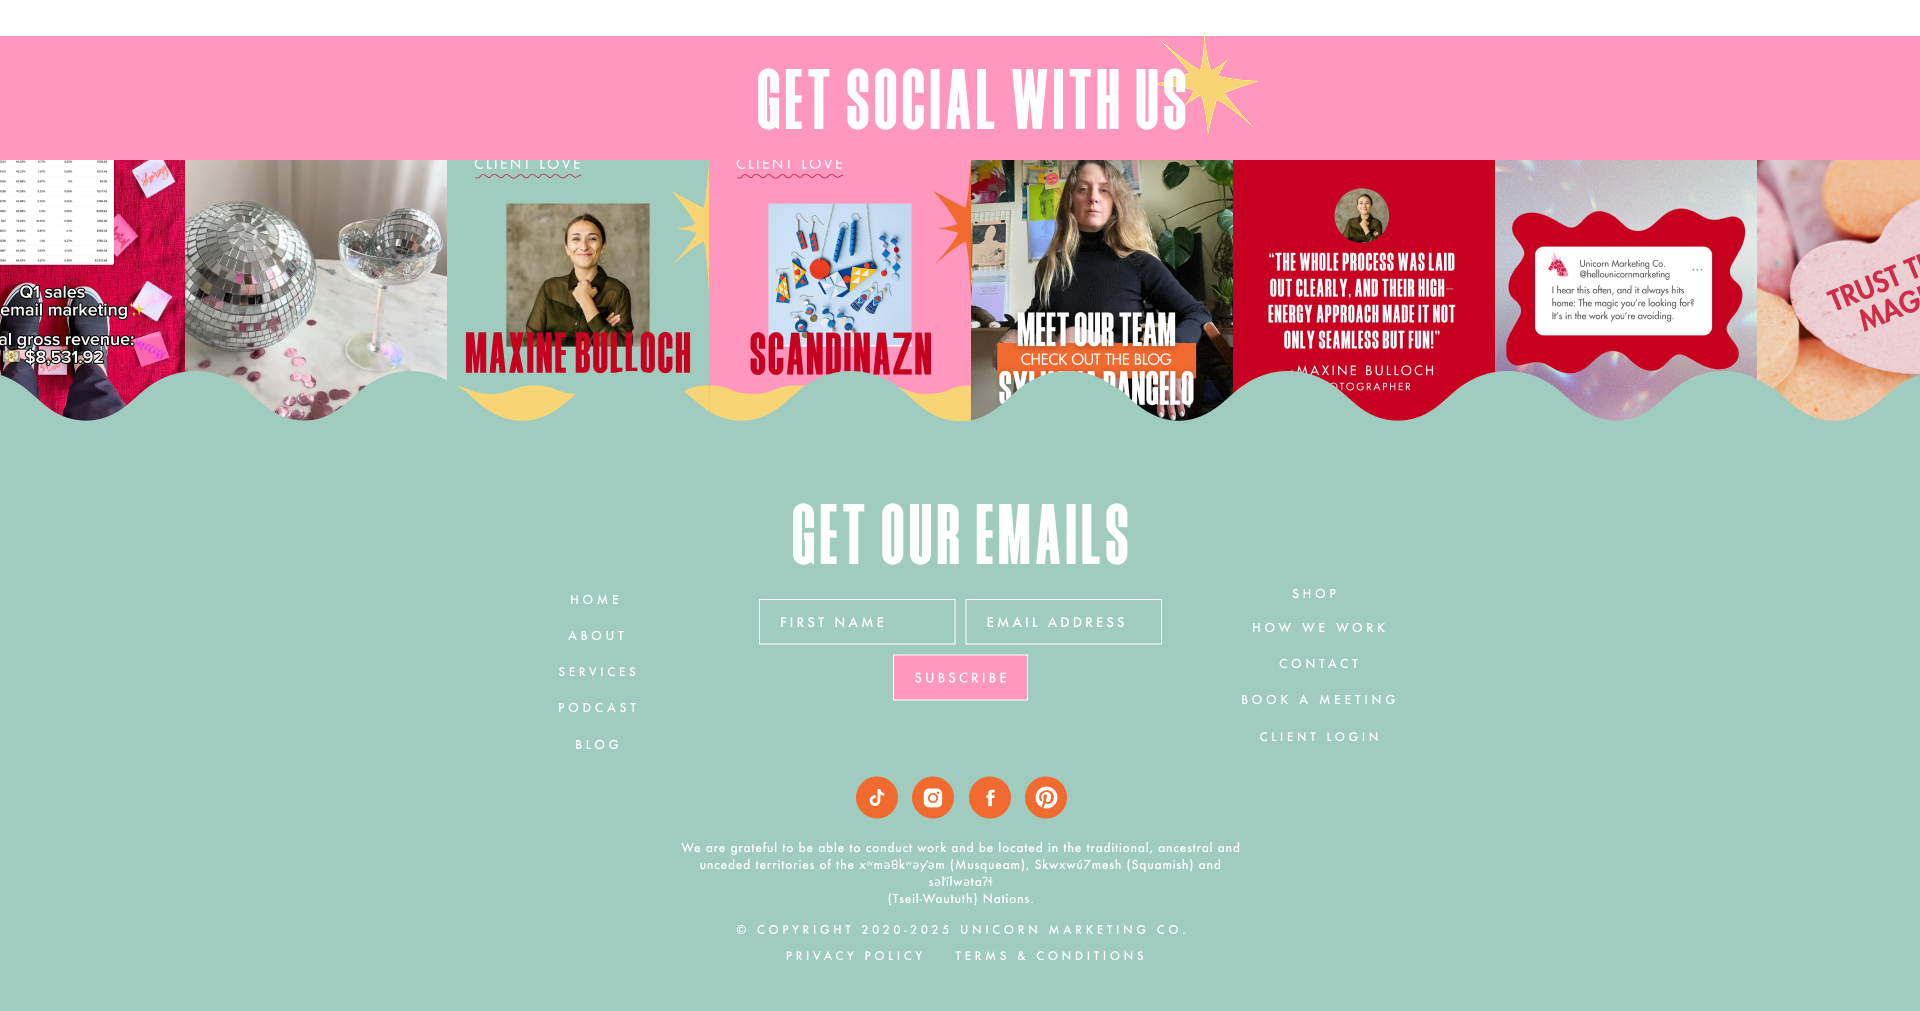 GET SOCIAL WITH US
Q1 sales
email marketing
al gross revenue:
$8,531.92
CLIENT LOVE
MAXINE BULLOCH
CLIENT LOVE
SCANDINAZN
MEET OUR TEAM
CHECK OUT THE BLOG
"THE WHOLE PROCESS WAS LAID
OUT CLEARLY, AND THEIR HIGH-
ENERGY APPROACH MADE IT NOT
ONLY SEAMLESS BUT FUN!"
-MAXINE BULLOCH
OTOGRAPHER
Unicorn Marketing Co.
@hellounicornmarketing
I hear this often, and it always hits
home: The magic you're looking for?
It's in the work you're avoiding.
TRUST T
MAG
GET OUR EMAILS
HOME
ABOUT
SERVICES
PODCAST
BLOG
FIRST NAME
EMAIL ADDRESS
SUBSCRIBE
SHOP
HOW WE WORK
CONTACT
BOOK A MEETING
CLIENT LOGIN
We are grateful to be able to conduct work and be located in the traditional, ancestral and
unceded territories of the xʷməθkʷəy̓əm (Musqueam), Skwxwú7mesh (Squamish) and
səl̓ílwətaʔɬ
(Tseil-Waututh) Nations.
© COPYRIGHT 2020-2025 UNICORN MARKETING CO.
PRIVACY POLICY TERMS & CONDITIONS